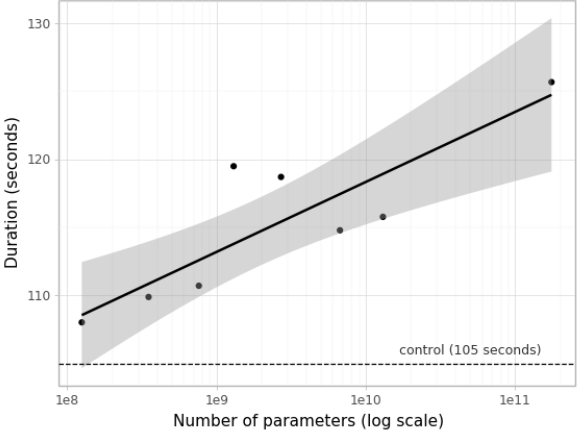 130
120
110
Duration (seconds)
control (105 seconds)
1e8 1e9 1e10 1e11
Number of parameters (log scale)